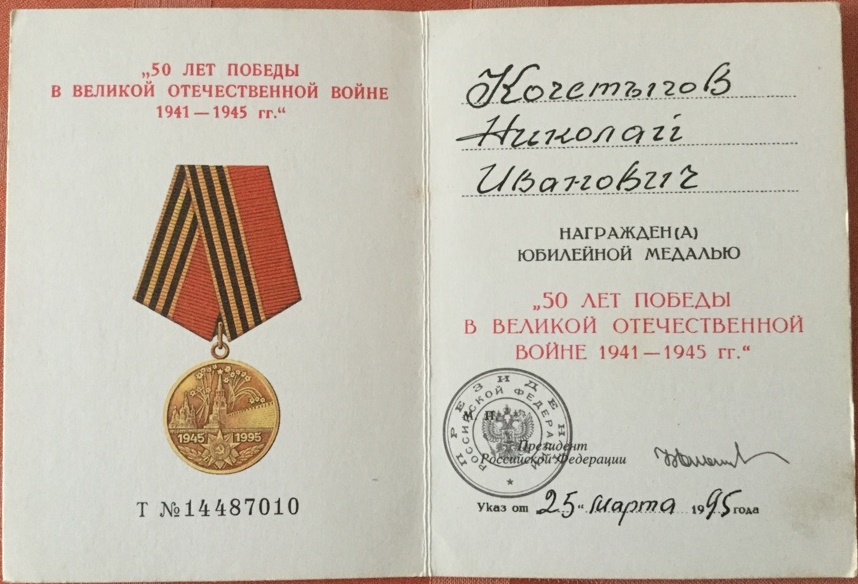 „50 ЛЕТ ПОБЕДЫ
В ВЕЛИКОЙ ОТЕЧЕСТВЕННОЙ ВОЙНЕ
1941 — 1945 гг.“
1945 1995
Т №14487010
Кочетыгов
Николай
Иванович
НАГРАЖДЕН(А)
ЮБИЛЕЙНОЙ МЕДАЛЬЮ
„50 ЛЕТ ПОБЕДЫ
В ВЕЛИКОЙ ОТЕЧЕСТВЕННОЙ
ВОЙНЕ 1941 — 1945 гг.“
ПРЕЗИДЕНТ
РОССИЙСКОЙ ФЕДЕРАЦИИ
М. П.
Президент
Российской Федерации
Указ от 25 „ марта 1995 года